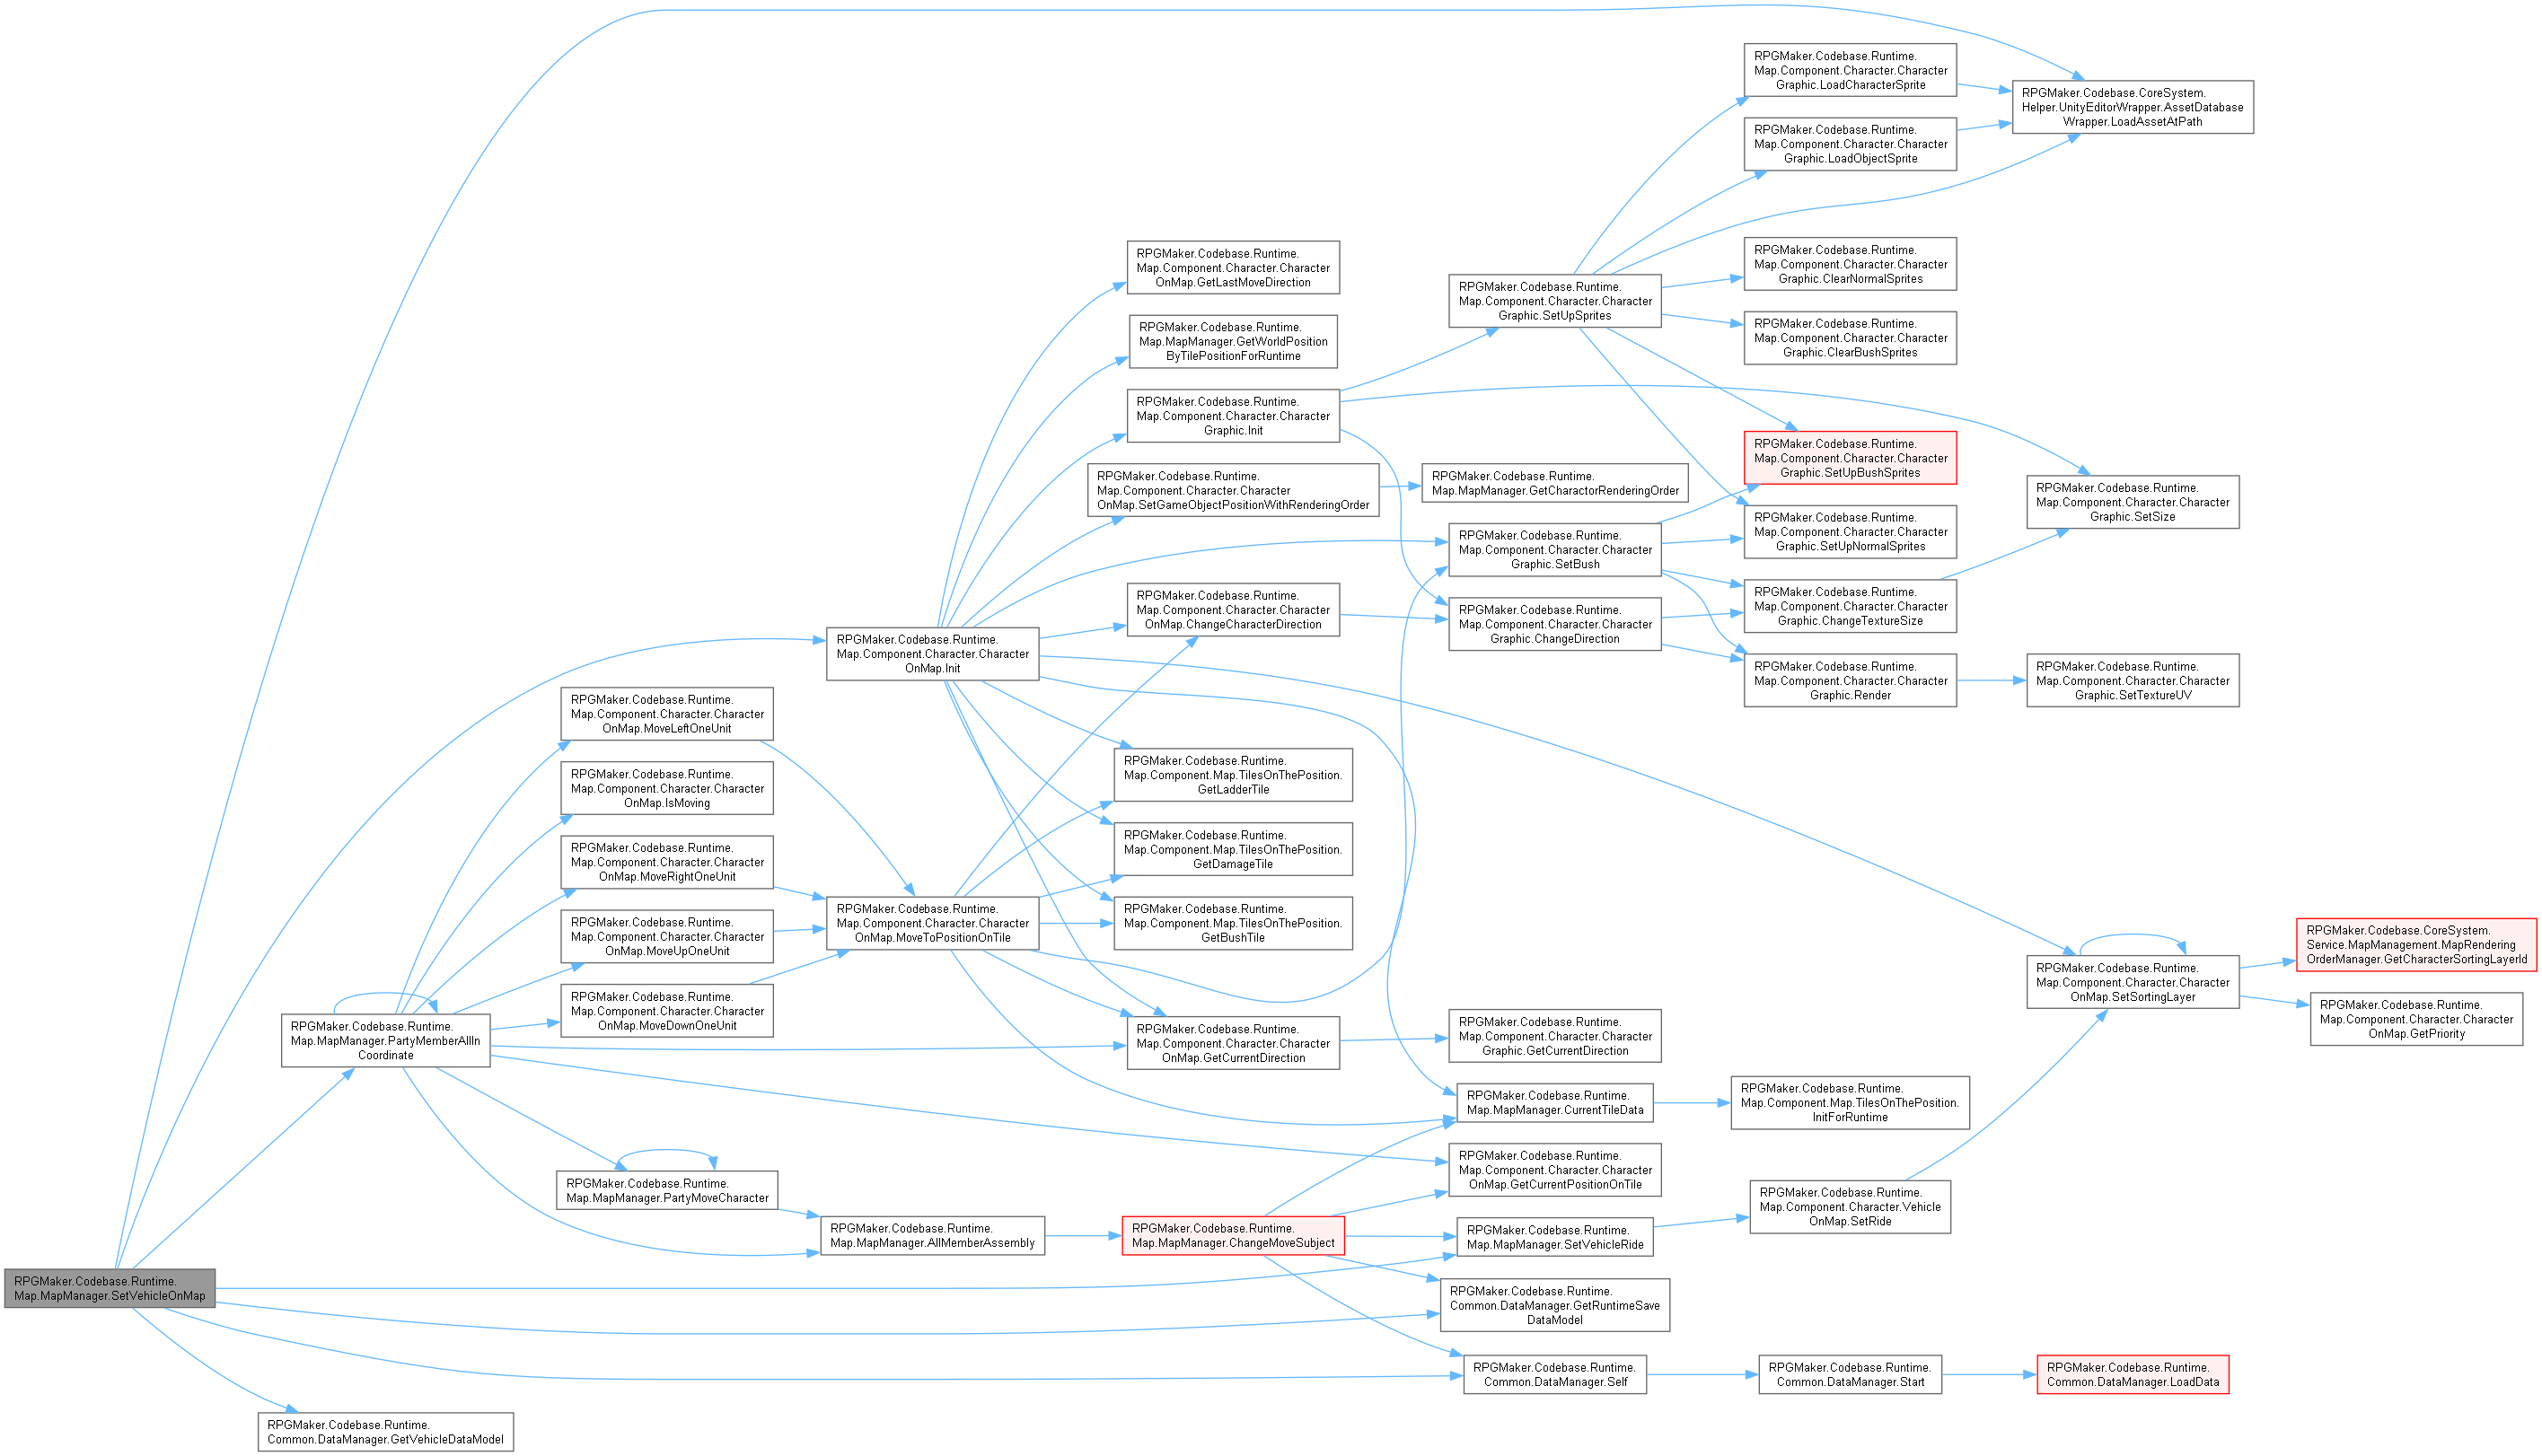 RPGMaker.Codebase.Runtime.
Map.MapManager.SetVehicleOnMap
RPGMaker.Codebase.Runtime.
Common.DataManager.GetVehicleDataModel
RPGMaker.Codebase.Runtime.
Map.MapManager.PartyMemberAllIn
Coordinate
RPGMaker.Codebase.Runtime.
Map.Component.Character.Character
OnMap.MoveLeftOneUnit
RPGMaker.Codebase.Runtime.
Map.Component.Character.Character
OnMap.IsMoving
RPGMaker.Codebase.Runtime.
Map.Component.Character.Character
OnMap.MoveRightOneUnit
RPGMaker.Codebase.Runtime.
Map.Component.Character.Character
OnMap.MoveUpOneUnit
RPGMaker.Codebase.Runtime.
Map.Component.Character.Character
OnMap.MoveDownOneUnit
RPGMaker.Codebase.Runtime.
Map.MapManager.PartyMoveCharacter
RPGMaker.Codebase.Runtime.
Map.Component.Character.Character
OnMap.Init
RPGMaker.Codebase.Runtime.
Map.Component.Character.Character
OnMap.MoveToPositionOnTile
RPGMaker.Codebase.Runtime.
Map.MapManager.AllMemberAssembly
RPGMaker.Codebase.Runtime.
Map.Component.Character.Character
OnMap.GetLastMoveDirection
RPGMaker.Codebase.Runtime.
Map.MapManager.GetWorldPosition
ByTilePositionForRuntime
RPGMaker.Codebase.Runtime.
Map.Component.Character.Character
Graphic.Init
RPGMaker.Codebase.Runtime.
Map.Component.Character.Character
OnMap.SetGameObjectPositionWithRenderingOrder
RPGMaker.Codebase.Runtime.
Map.Component.Character.Character
OnMap.ChangeCharacterDirection
RPGMaker.Codebase.Runtime.
Map.Component.Map.TilesOnThePosition.
GetLadderTile
RPGMaker.Codebase.Runtime.
Map.Component.Map.TilesOnThePosition.
GetDamageTile
RPGMaker.Codebase.Runtime.
Map.Component.Map.TilesOnThePosition.
GetBushTile
RPGMaker.Codebase.Runtime.
Map.Component.Character.Character
OnMap.GetCurrentDirection
RPGMaker.Codebase.Runtime.
Map.MapManager.ChangeMoveSubject
RPGMaker.Codebase.Runtime.
Map.Component.Character.Character
Graphic.SetUpSprites
RPGMaker.Codebase.Runtime.
Map.MapManager.GetCharactorRenderingOrder
RPGMaker.Codebase.Runtime.
Map.Component.Character.Character
Graphic.SetBush
RPGMaker.Codebase.Runtime.
Map.Component.Character.Character
Graphic.ChangeDirection
RPGMaker.Codebase.Runtime.
Map.Component.Character.Character
Graphic.GetCurrentDirection
RPGMaker.Codebase.Runtime.
Map.MapManager.CurrentTileData
RPGMaker.Codebase.Runtime.
Map.Component.Character.Character
OnMap.GetCurrentPositionOnTile
RPGMaker.Codebase.Runtime.
Map.MapManager.SetVehicleRide
RPGMaker.Codebase.Runtime.
Common.DataManager.GetRuntimeSave
DataModel
RPGMaker.Codebase.Runtime.
Common.DataManager.Self
RPGMaker.Codebase.Runtime.
Map.Component.Character.Character
Graphic.LoadCharacterSprite
RPGMaker.Codebase.Runtime.
Map.Component.Character.Character
Graphic.LoadObjectSprite
RPGMaker.Codebase.Runtime.
Map.Component.Character.Character
Graphic.ClearNormalSprites
RPGMaker.Codebase.Runtime.
Map.Component.Character.Character
Graphic.ClearBushSprites
RPGMaker.Codebase.Runtime.
Map.Component.Character.Character
Graphic.SetUpBushSprites
RPGMaker.Codebase.Runtime.
Map.Component.Character.Character
Graphic.SetUpNormalSprites
RPGMaker.Codebase.Runtime.
Map.Component.Character.Character
Graphic.ChangeTextureSize
RPGMaker.Codebase.Runtime.
Map.Component.Character.Character
Graphic.Render
RPGMaker.Codebase.Runtime.
Map.Component.Map.TilesOnThePosition.
InitForRuntime
RPGMaker.Codebase.Runtime.
Map.Component.Character.Vehicle
OnMap.SetRide
RPGMaker.Codebase.Runtime.
Common.DataManager.Start
RPGMaker.Codebase.CoreSystem.
Helper.UnityEditorWrapper.AssetDatabase
Wrapper.LoadAssetAtPath
RPGMaker.Codebase.Runtime.
Map.Component.Character.Character
Graphic.SetSize
RPGMaker.Codebase.Runtime.
Map.Component.Character.Character
Graphic.SetTextureUV
RPGMaker.Codebase.Runtime.
Map.Component.Character.Character
OnMap.SetSortingLayer
RPGMaker.Codebase.Runtime.
Common.DataManager.LoadData
RPGMaker.Codebase.CoreSystem.
Service.MapManagement.MapRendering
OrderManager.GetCharacterSortingLayerId
RPGMaker.Codebase.Runtime.
Map.Component.Character.Character
OnMap.GetPriority